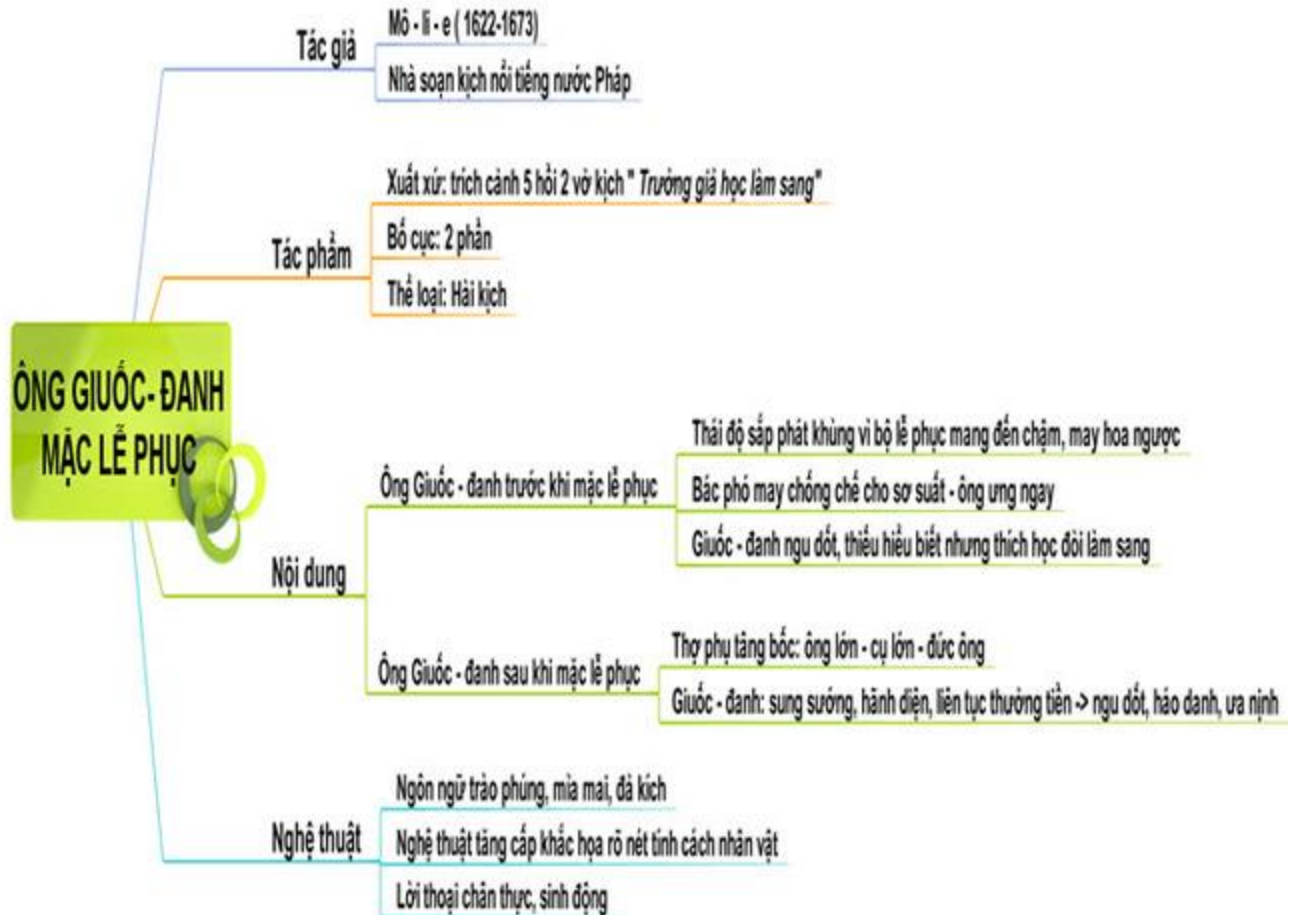 ÔNG GIUỐC- ĐANH
MẶC LỄ PHỤC
Tác giả
Mô - li - e ( 1622-1673)
Nhà soạn kịch nổi tiếng nước Pháp
Tác phẩm
Xuất xứ: trích cảnh 5 hồi 2 vở kịch " Trưởng giả học làm sang"
Bố cục: 2 phần
Thể loại: Hài kịch
Nội dung
Ông Giuốc - đanh trước khi mặc lễ phục
Thái độ sắp phát khùng vì bộ lễ phục mang đến chậm, may hoa ngược
Bác phó may chống chế cho sơ suất - ông ưng ngay
Giuốc - đanh ngu dốt, thiếu hiểu biết nhưng thích học đòi làm sang
Ông Giuốc - đanh sau khi mặc lễ phục
Thợ phụ tâng bốc: ông lớn - cụ lớn - đức ông
Giuốc - đanh: sung sướng, hãnh diện, liên tục thưởng tiền -> ngu dốt, háo danh, ưa nịnh
Nghệ thuật
Ngôn ngữ trào phúng, mỉa mai, đả kích
Nghệ thuật tăng cấp khắc họa rõ nét tính cách nhân vật
Lời thoại chân thực, sinh động